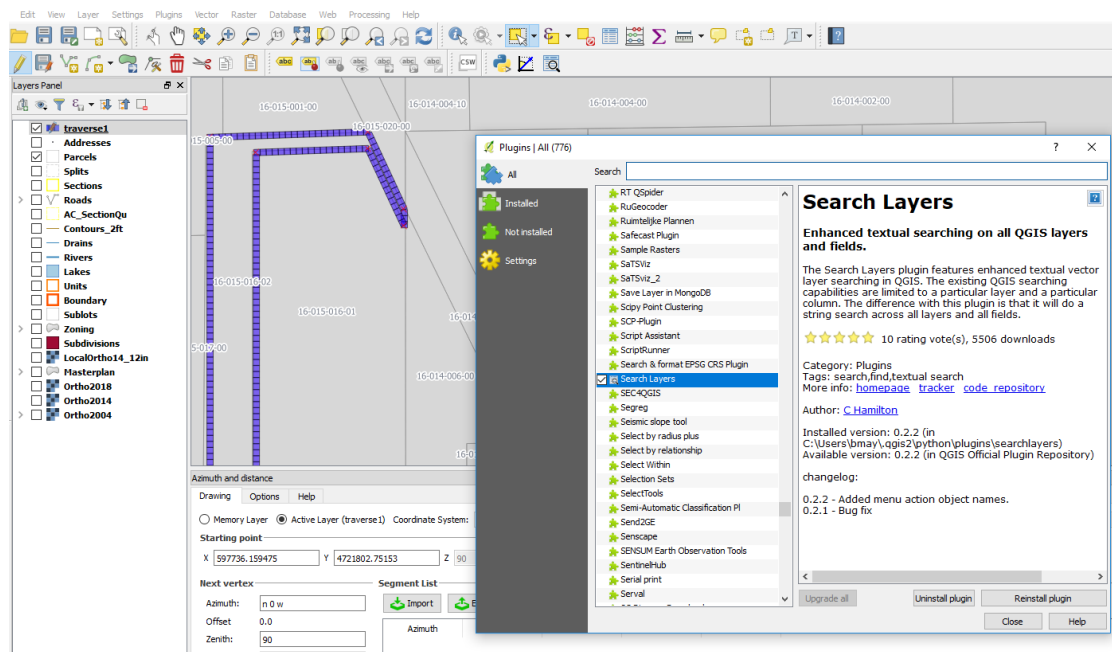 Edit View Layer Settings Plugins Vector Raster Database Web Processing Help
abc abc abc abc abc abc abc CSW
Layers Panel
traverse1
Addresses
Parcels
Splits
Sections
Roads
AC_SectionQu
Contours_2ft
Drains
Rivers
Lakes
Units
Boundary
Sublots
Zoning
Subdivisions
LocalOrtho14_12in
Masterplan
Ortho2018
Ortho2014
Ortho2004
16-015-001-00
16-014-004-10
16-014-004-00
16-014-002-00
16-015-020-00
15-005-00
16-015-016-02
16-015-016-01
16-014
5-017-00
16-014-006-00
16-0
Azimuth and distance
Drawing Options Help
Memory Layer Active Layer (traverse1) Coordinate System:
Starting point
X 597736.159475 Y 4721802.75153 Z 90
Next vertex Segment List
Azimuth: n 0 w Import E
Offset 0.0
Azimuth
Zenith: 90
Plugins | All (776) ? X
All
Installed
Not installed
Settings
Search
RT QSpider
RuGeocoder
Ruimtelijke Plannen
Safecast Plugin
Sample Rasters
SaTSViz
SaTSViz_2
Save Layer in MongoDB
Scipy Point Clustering
SCP-Plugin
Script Assistant
ScriptRunner
Search & format EPSG CRS Plugin
Search Layers
SEC4QGIS
Segreg
Seismic slope tool
Select by radius plus
Select by relationship
Select Within
Selection Sets
SelectTools
Semi-Automatic Classification Pl
Send2GE
Senscape
SENSUM Earth Observation Tools
SentinelHub
Serial print
Serval
Search Layers
Enhanced textual searching on all QGIS layers
and fields.
The Search Layers plugin features enhanced textual vector
layer searching in QGIS. The existing QGIS searching
capabilities are limited to a particular layer and a particular
column. The difference with this plugin is that it will do a
string search across all layers and all fields.
10 rating vote(s), 5506 downloads
Category: Plugins
Tags: search,find,textual search
More info: homepage tracker code_repository
Author: C Hamilton
Installed version: 0.2.2 (in
C:\Users\bmay\.qgis2\python\plugins\searchlayers)
Available version: 0.2.2 (in QGIS Official Plugin Repository)
changelog:
0.2.2 - Added menu action object names.
0.2.1 - Bug fix
Upgrade all Uninstall plugin Reinstall plugin
Close Help